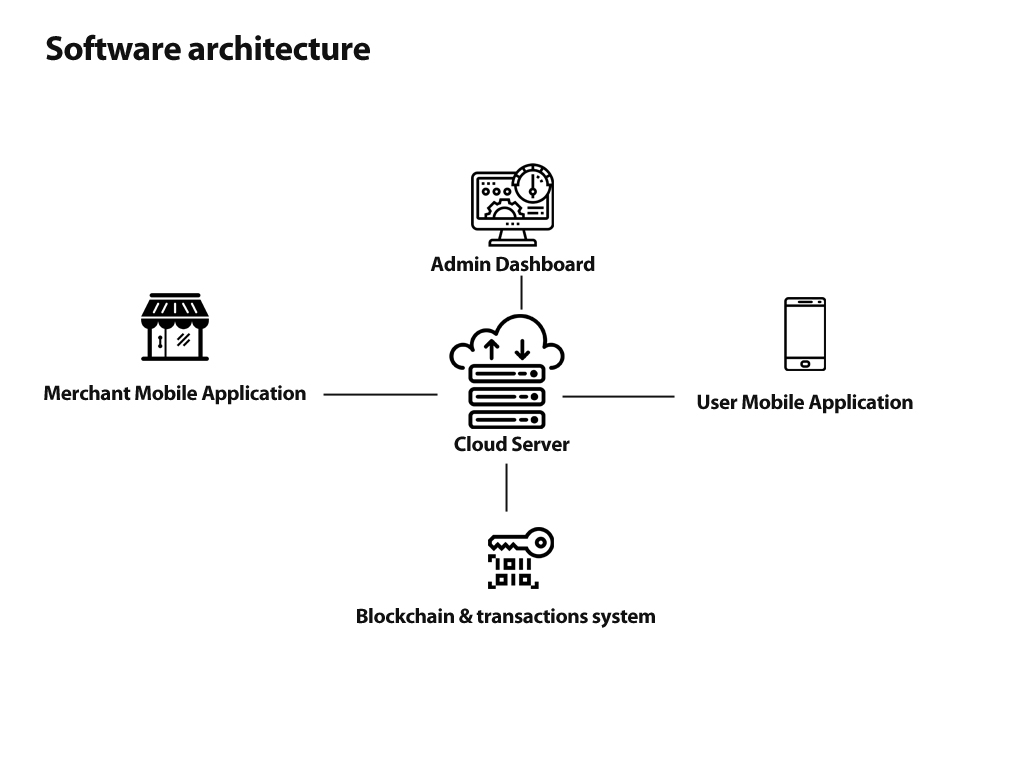 Software architecture
Admin Dashboard
Merchant Mobile Application
User Mobile Application
Cloud Server
Blockchain & transactions system